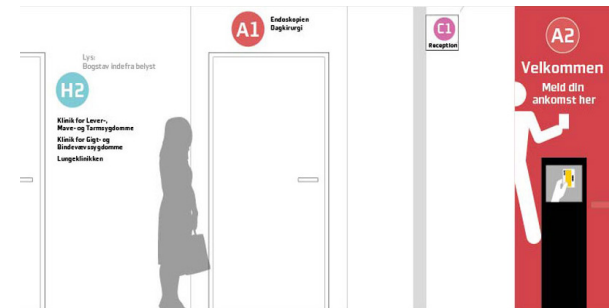 Lys:
Bogstav indefra belyst
H2
Klinik for Lever-,
Mave- og Tarmsygdomme
Klinik for Gigt- og
Bindevævssygdomme
Lungeklinikken
A1
Endoskopien
Dagkirurgi
C1
Reception
A2
Velkommen
Meld din
ankomst her